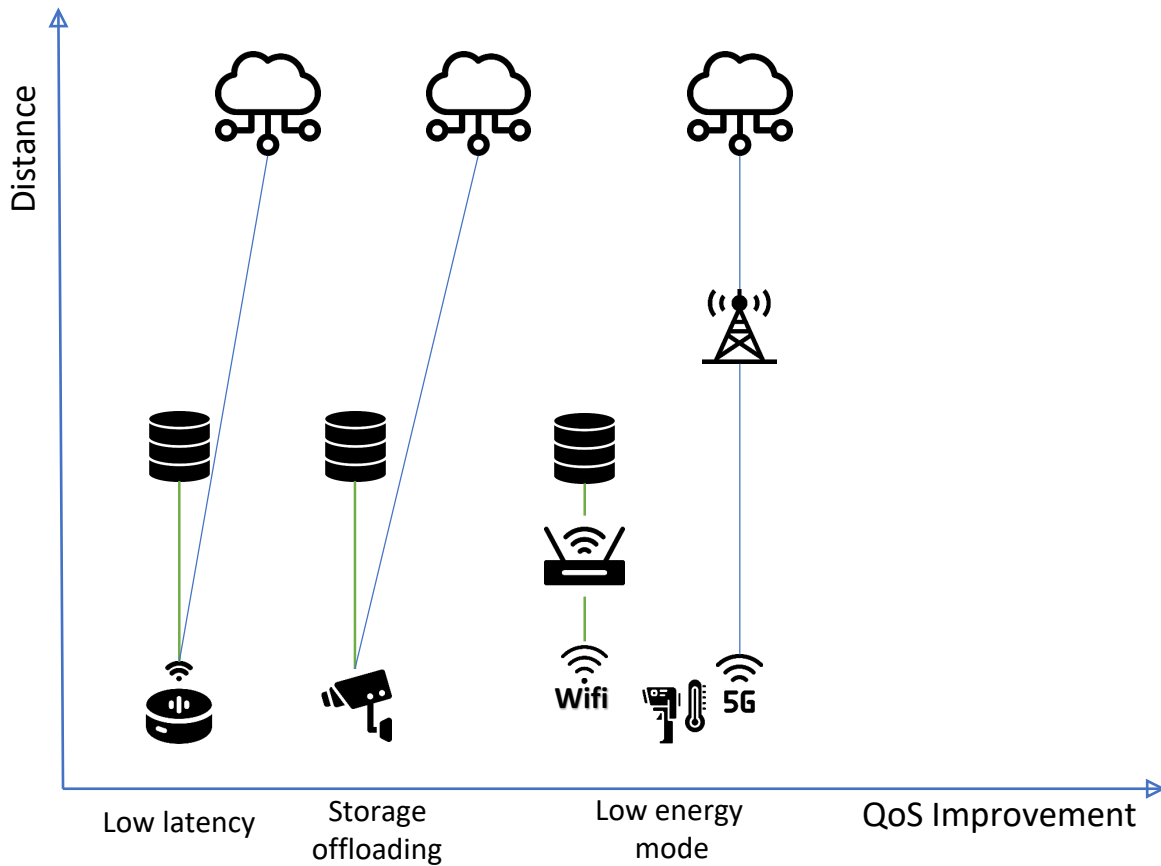 Distance
Wifi
5G
Low latency
Storage
offloading
Low energy
mode
QoS Improvement